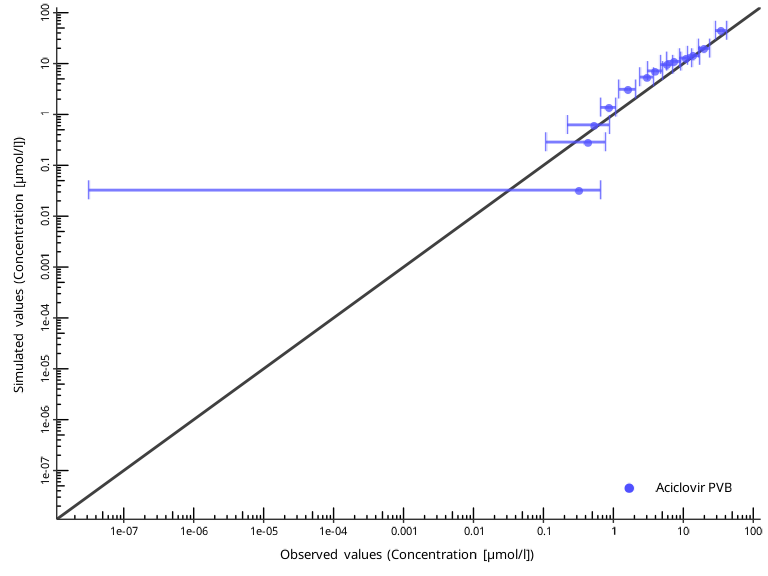 100
10
1
0.1
0.01
0.001
1e-04
1e-05
1e-06
1e-07
Simulated values (Concentration [µmol/l])
Aciclovir PVB
1e-07 1e-06 1e-05 1e-04 0.001 0.01 0.1 1 10 100
Observed values (Concentration [µmol/l])